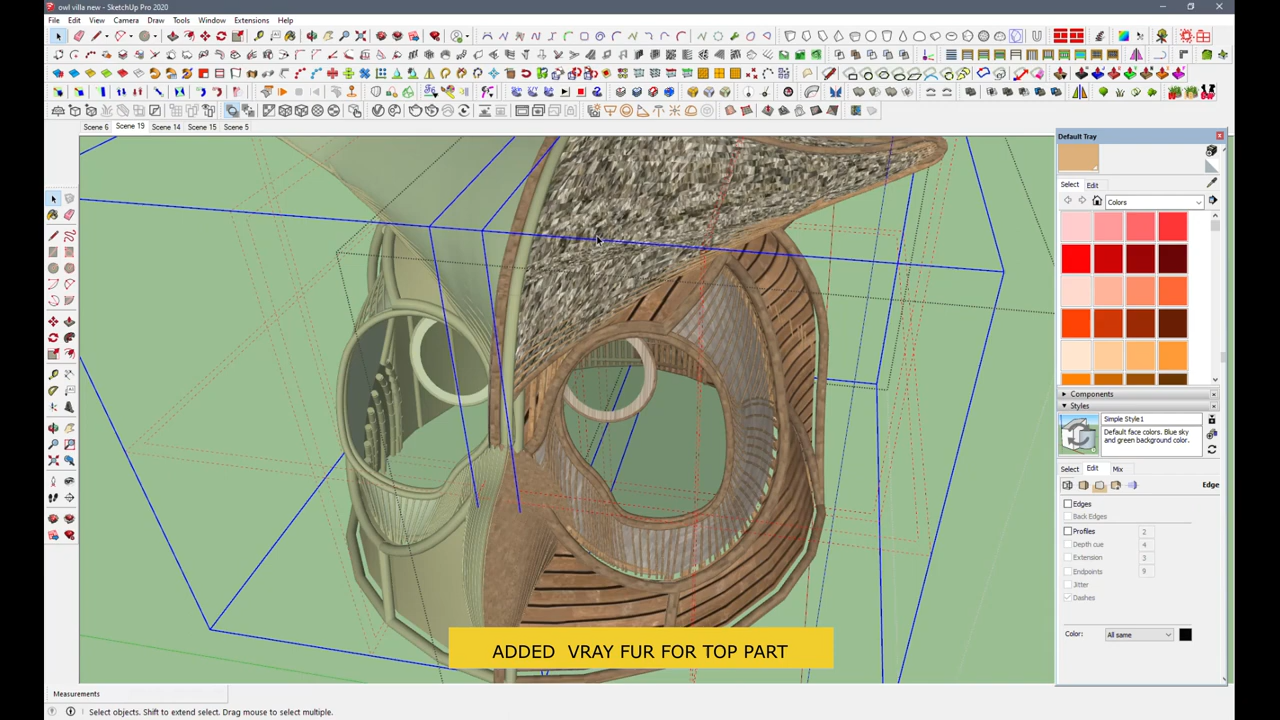 owl villa new - SketchUp Pro 2020
File Edit View Camera Draw Tools Window Extensions Help
Scene 6 Scene 19 Scene 14 Scene 15 Scene 5
Default Tray
Select Edit
Colors
Components
Styles
Simple Style1
Default face colors. Blue sky and green background color.
Select Edit Mix
Edge
Edges
Back Edges
Profiles 2
Depth cue 4
Extension 3
Endpoints 9
Jitter
Dashes
Color: All same
ADDED VRAY FUR FOR TOP PART
Measurements
Select objects. Shift to extend select. Drag mouse to select multiple.